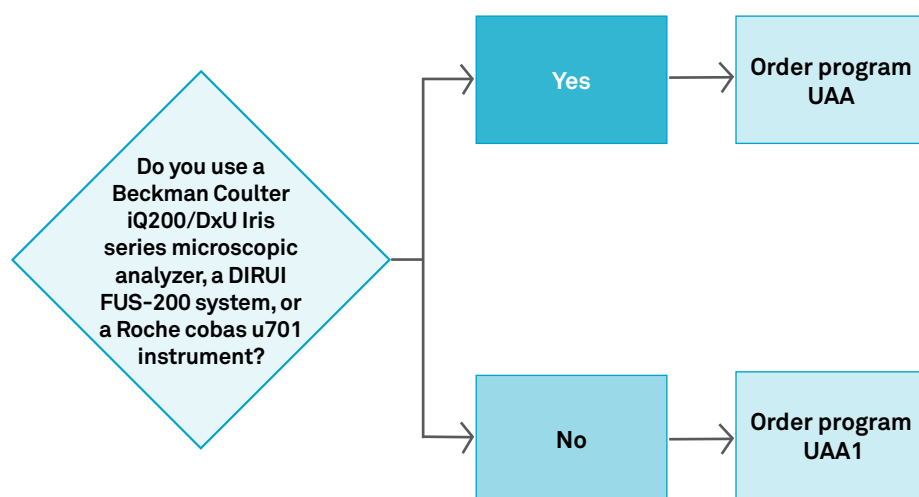 Do you use a
Beckman Coulter
iQ200/DxU Iris
series microscopic
analyzer, a DIRUI
FUS-200 system, or
a Roche cobas u701
instrument?
Yes
Order program
UAA
No
Order program
UAA1